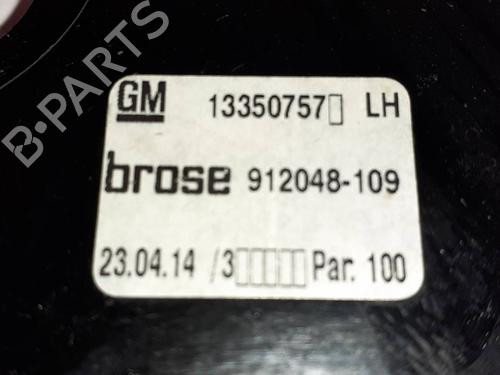 GM 13350757▯ LH
brose 912048-109
23.04.14 /3▯▯▯▯▯ Par. 100
B-PARTS